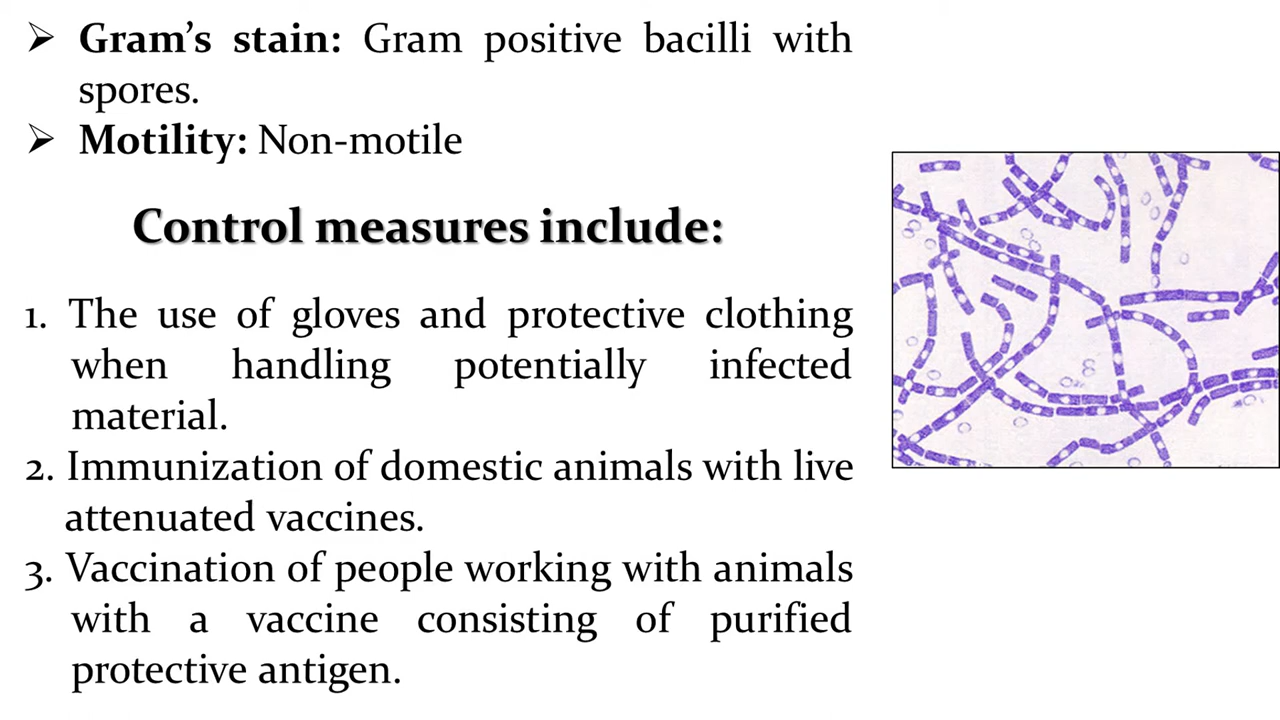 ➢ Gram's stain: Gram positive bacilli with
spores.
➢ Motility: Non-motile
Control measures include:
1. The use of gloves and protective clothing
when handling potentially infected
material.
2. Immunization of domestic animals with live
attenuated vaccines.
3. Vaccination of people working with animals
with a vaccine consisting of purified
protective antigen.